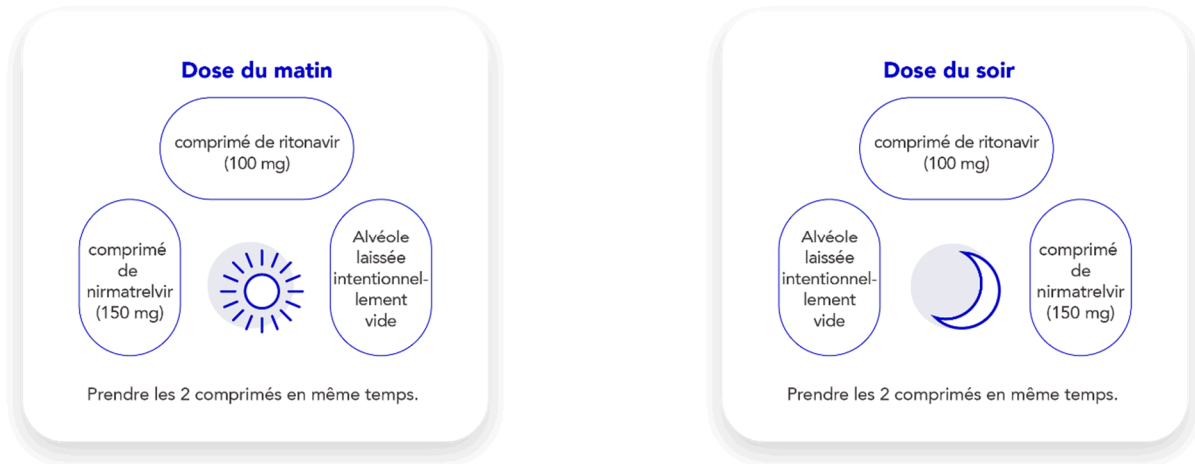 Dose du matin
comprimé de ritonavir
(100 mg)
comprimé
de
nirmatrelvir
(150 mg)
Alvéole
laissée
intentionnel-
lement
vide
Prendre les 2 comprimés en même temps.
Dose du soir
comprimé de ritonavir
(100 mg)
Alvéole
laissée
intentionnel-
lement
vide
comprimé
de
nirmatrelvir
(150 mg)
Prendre les 2 comprimés en même temps.